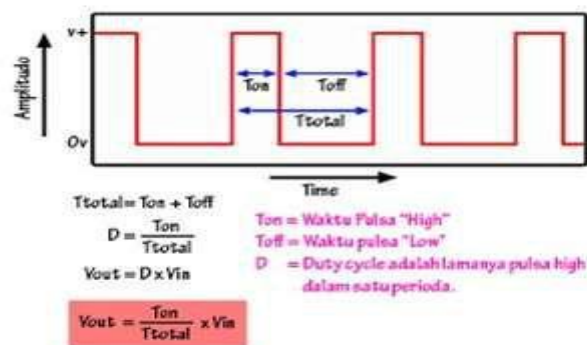 V+
Amplitudo
Ton
Toff
Ttotal
0v
Time
Ttotal = Ton + Toff
D = Ton
Ttotal
Vout = D x Vin
Vout = Ton x Vin
Ttotal
Ton = Waktu Pulsa "High"
Toff = Waktu pulsa "Low"
D = Duty cycle adalah lamanya pulsa high
dalam satu perioda.